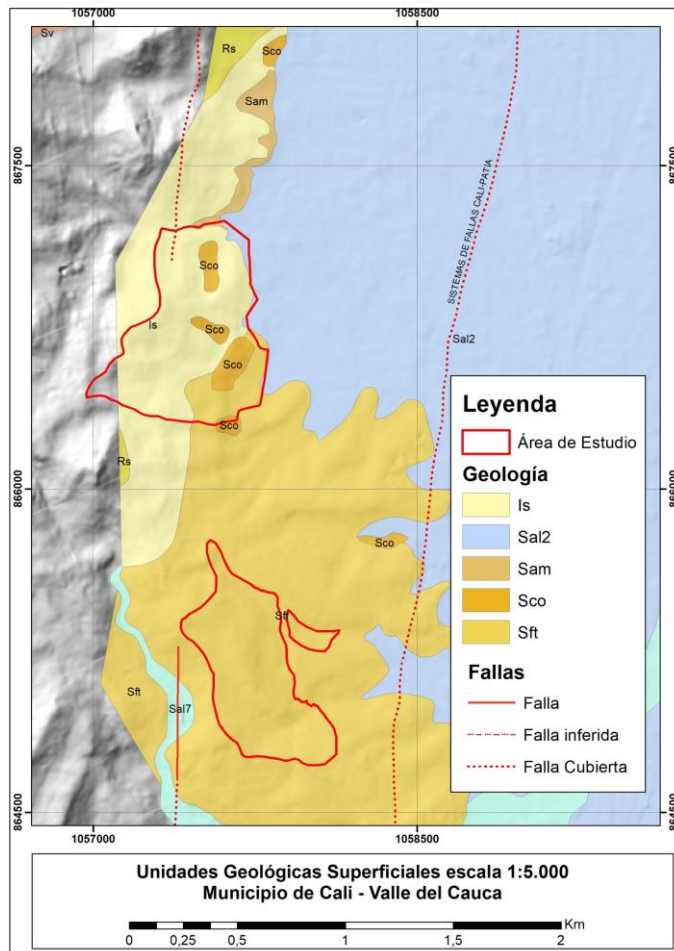 1057000
1058500
Sv
Rs
Sco
Sam
867500
867500
SISTEMAS DE FALLAS CALI-PATIA
Sco
Is
Sco
Sal2
Sco
Sco
Rs
866000
866000
Sco
Sft
Sft
Sal7
864500
864500
1057000
1058500
Leyenda
Área de Estudio
Geología
Is
Sal2
Sam
Sco
Sft
Fallas
Falla
Falla inferida
Falla Cubierta
Unidades Geológicas Superficiales escala 1:5.000
Municipio de Cali - Valle del Cauca
Km
0 0,25 0,5 1 1,5 2